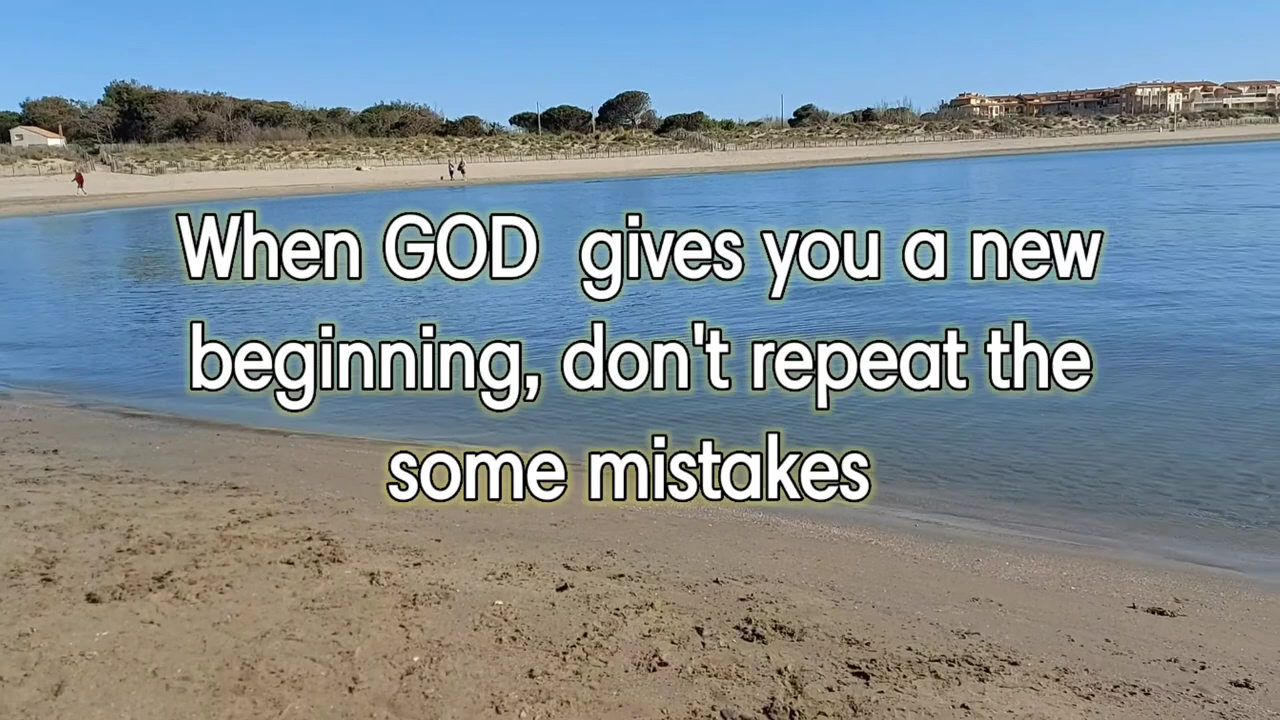 When GOD  gives you a new
beginning, don't repeat the
some mistakes